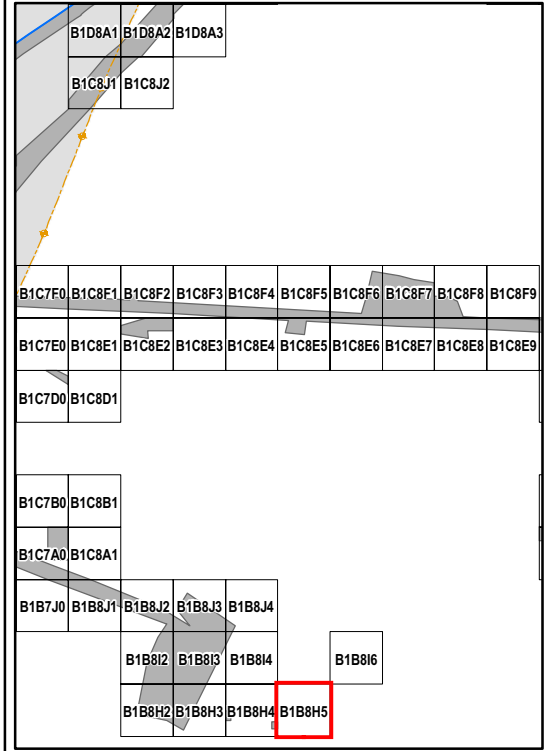 B1D8A1 B1D8A2 B1D8A3
B1C8J1 B1C8J2
B1C7F0 B1C8F1 B1C8F2 B1C8F3 B1C8F4 B1C8F5 B1C8F6 B1C8F7 B1C8F8 B1C8F9
B1C7E0 B1C8E1 B1C8E2 B1C8E3 B1C8E4 B1C8E5 B1C8E6 B1C8E7 B1C8E8 B1C8E9
B1C7D0 B1C8D1
B1C7B0 B1C8B1
B1C7A0 B1C8A1
B1B7J0 B1B8J1 B1B8J2 B1B8J3 B1B8J4
B1B8I2 B1B8I3 B1B8I4 B1B8I6
B1B8H2 B1B8H3 B1B8H4 B1B8H5